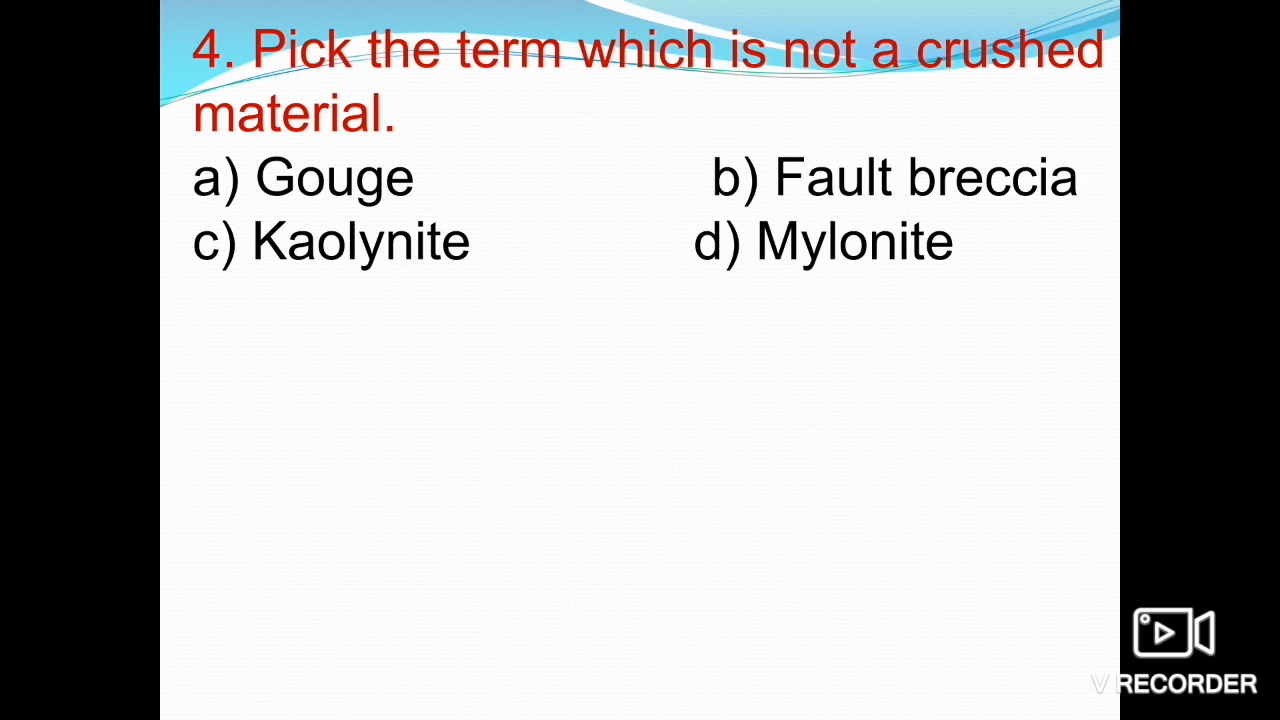 4. Pick the term which is not a crushed
material.
a) Gouge b) Fault breccia
c) Kaolynite d) Mylonite
V RECORDER